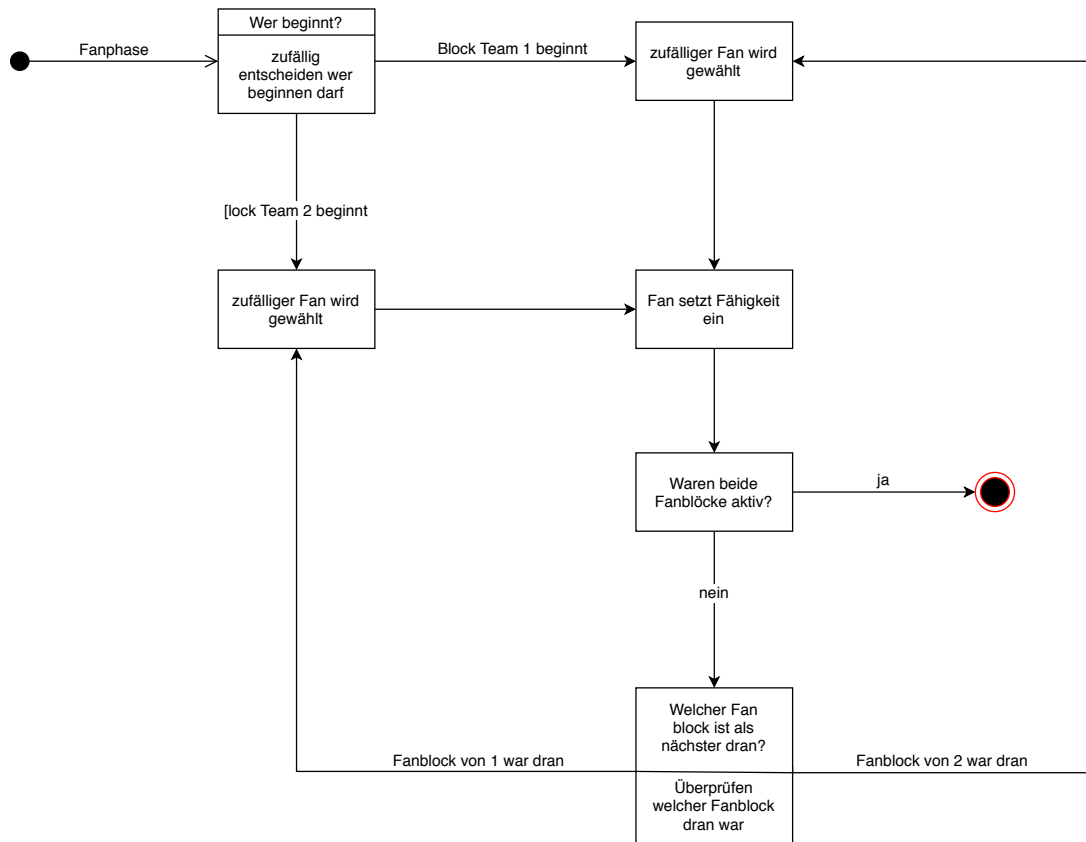 Wer beginnt?
Fanphase
zufällig
entscheiden wer
beginnen darf
Block Team 1 beginnt
zufälliger Fan wird
gewählt
[lock Team 2 beginnt
zufälliger Fan wird
gewählt
Fan setzt Fähigkeit
ein
Waren beide
Fanblöcke aktiv?
ja
nein
Welcher Fan
block ist als
nächster dran?
Fanblock von 1 war dran
Fanblock von 2 war dran
Überprüfen
welcher Fanblock
dran war